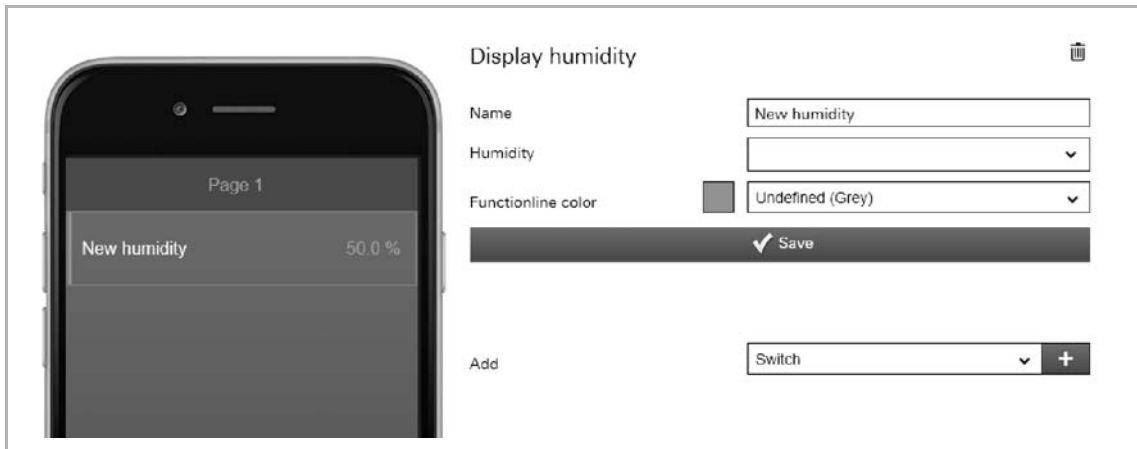 Display humidity
Name
New humidity
Humidity
Functionline color
Undefined (Grey)
Save
Add
Switch
Page 1
New humidity 50.0 %